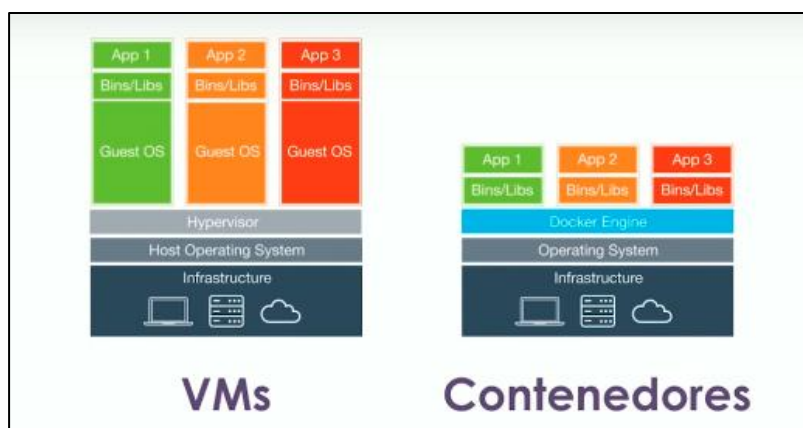 App 1 App 2 App 3
Bins/Libs Bins/Libs Bins/Libs
Guest OS Guest OS Guest OS
Hypervisor
Host Operating System
Infrastructure
VMs
App 1 App 2 App 3
Bins/Libs Bins/Libs Bins/Libs
Docker Engine
Operating System
Infrastructure
Contenedores